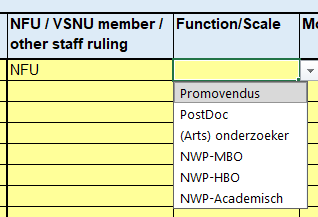 NFU / VSNU member /
other staff ruling
Function/Scale
NFU
Promovendus
PostDoc
(Arts) onderzoeker
NWP-MBO
NWP-HBO
NWP-Academisch